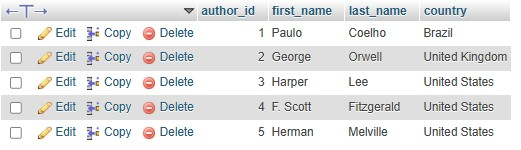 author_id first_name last_name country
Edit Copy Delete 1 Paulo Coelho Brazil
Edit Copy Delete 2 George Orwell United Kingdom
Edit Copy Delete 3 Harper Lee United States
Edit Copy Delete 4 F. Scott Fitzgerald United States
Edit Copy Delete 5 Herman Melville United States